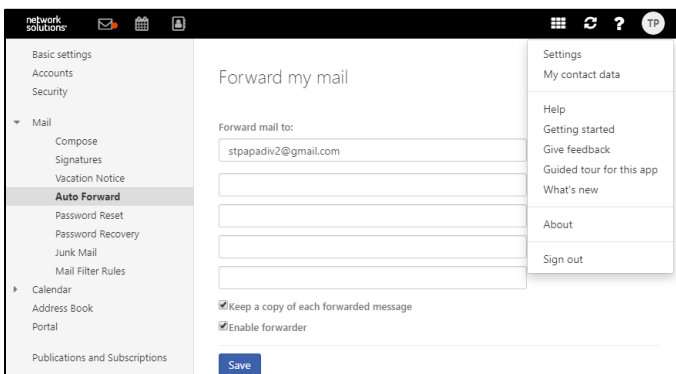 network
solutions
?
TP
Basic settings
Accounts
Security
Mail
Compose
Signatures
Vacation Notice
Auto Forward
Password Reset
Password Recovery
Junk Mail
Mail Filter Rules
Calendar
Address Book
Portal
Publications and Subscriptions
Forward my mail
Forward mail to:
stpapadiv2@gmail.com
Keep a copy of each forwarded message
Enable forwarder
Save
Settings
My contact data
Help
Getting started
Give feedback
Guided tour for this app
What's new
About
Sign out